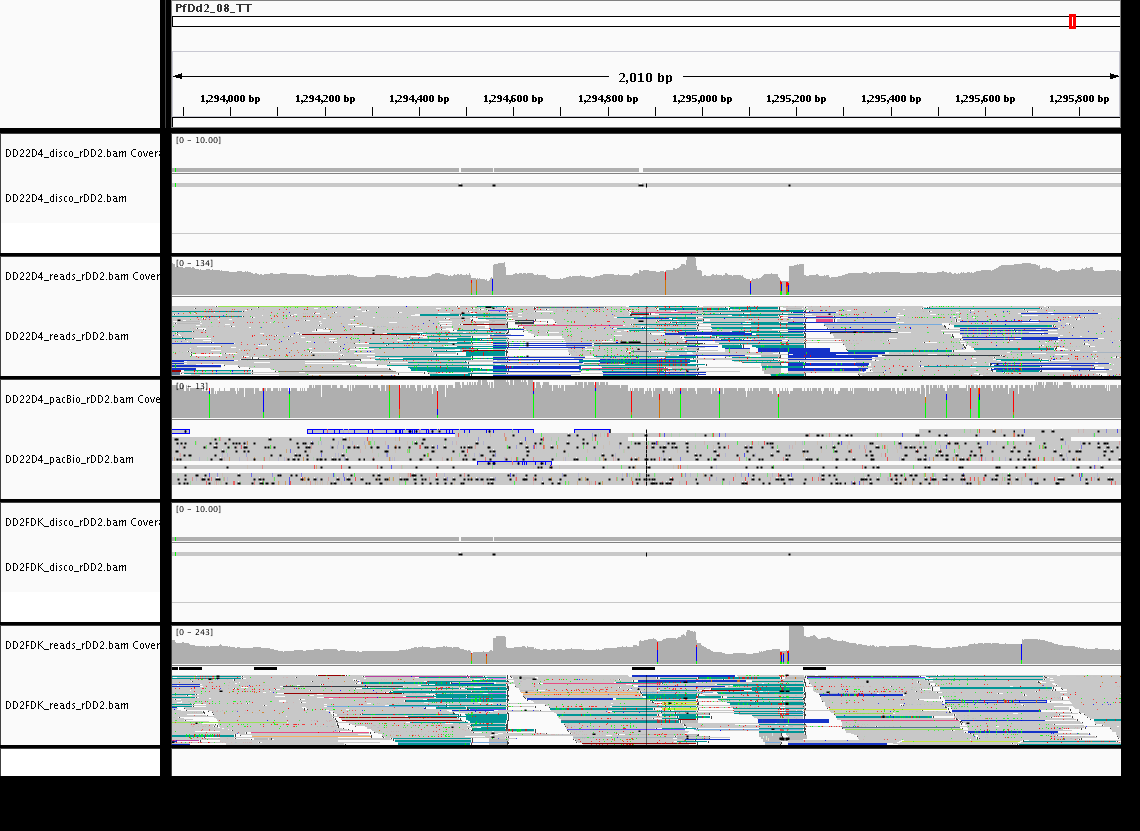 PfDd2_08_TT
2,010 bp
1,294,000 bp 1,294,200 bp 1,294,400 bp 1,294,600 bp 1,294,800 bp 1,295,000 bp 1,295,200 bp 1,295,400 bp 1,295,600 bp 1,295,800 bp
[0 - 10.00]
DD22D4_disco_rDD2.bam Covera
DD22D4_disco_rDD2.bam
[0 - 134]
DD22D4_reads_rDD2.bam Cover
DD22D4_reads_rDD2.bam
[0 - 13]
DD22D4_pacBio_rDD2.bam Cove
DD22D4_pacBio_rDD2.bam
[0 - 10.00]
DD2FDK_disco_rDD2.bam Covera
DD2FDK_disco_rDD2.bam
[0 - 243]
DD2FDK_reads_rDD2.bam Cover
DD2FDK_reads_rDD2.bam